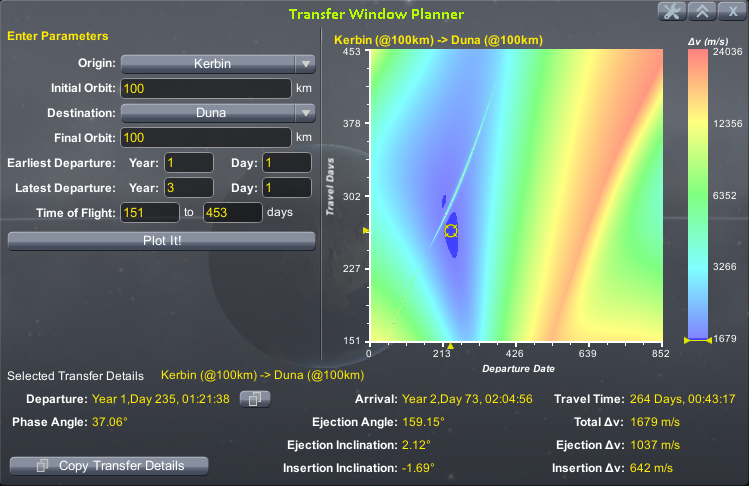 Transfer Window Planner
X
Enter Parameters
Origin: Kerbin
Initial Orbit: 100 km
Destination: Duna
Final Orbit: 100 km
Earliest Departure: Year: 1 Day: 1
Latest Departure: Year: 3 Day: 1
Time of Flight: 151 to 453 days
Plot It!
Kerbin (@100km) -> Duna (@100km)
Δv (m/s)
453
378
302
227
151
Travel Days
0 213 426 639 852
Departure Date
24036
12356
6352
3266
1679
Selected Transfer Details Kerbin (@100km) -> Duna (@100km)
Departure: Year 1,Day 235, 01:21:38 Arrival: Year 2,Day 73, 02:04:56 Travel Time: 264 Days, 00:43:17
Phase Angle: 37.06° Ejection Angle: 159.15° Total Δv: 1679 m/s
Ejection Inclination: 2.12° Ejection Δv: 1037 m/s
Copy Transfer Details Insertion Inclination: -1.69° Insertion Δv: 642 m/s